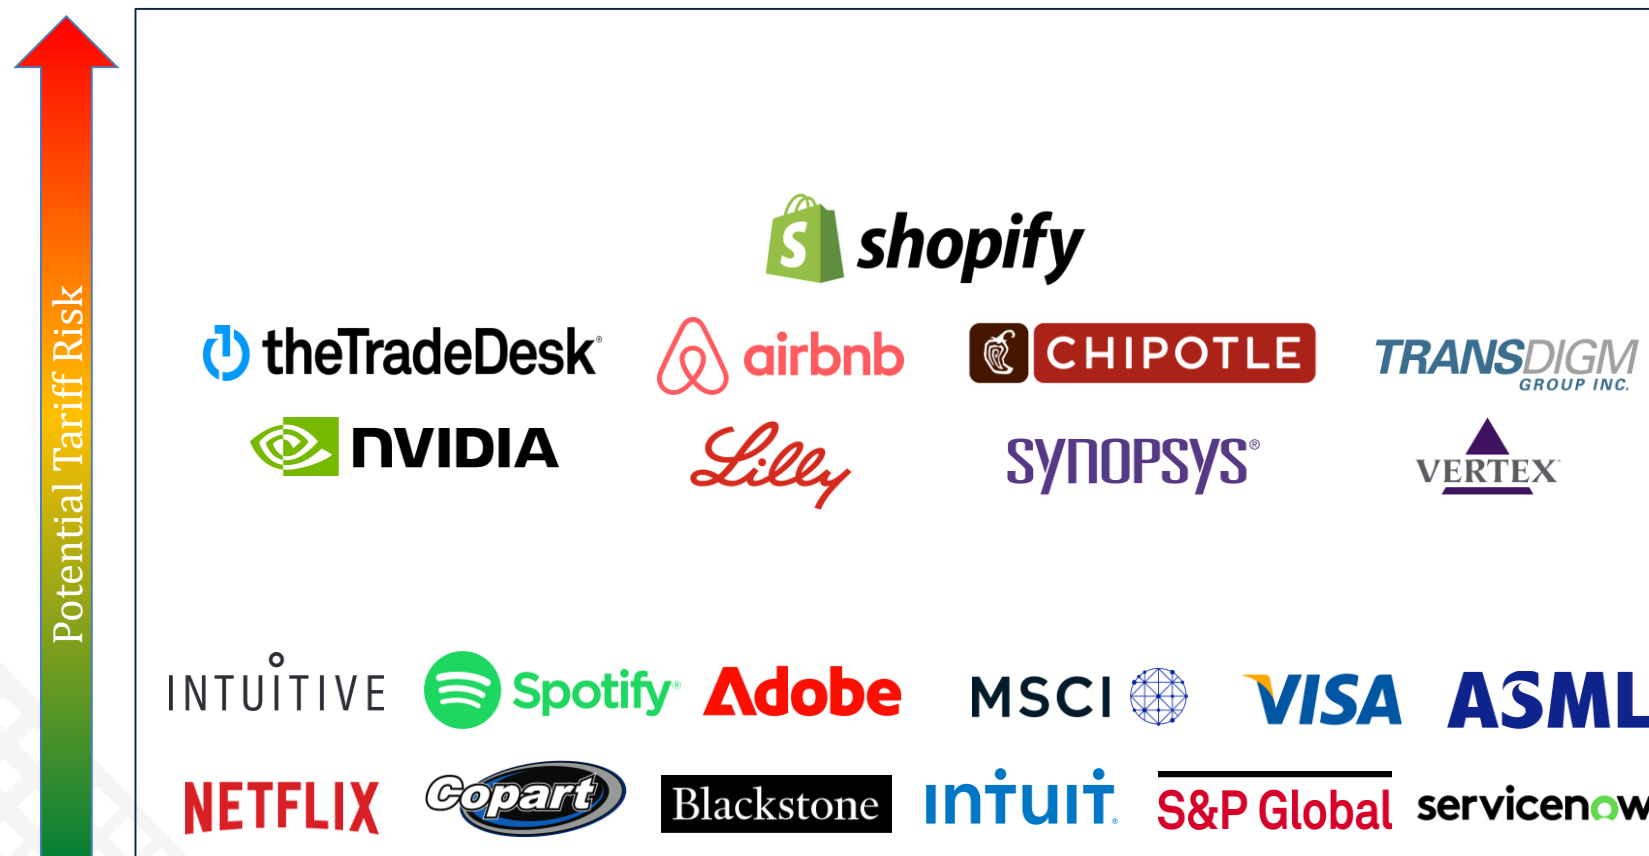 Potential Tariff Risk
shopify
theTradeDesk®
airbnb
CHIPOTLE
TRANSDIGM
GROUP INC.
NVIDIA
Lilly
SYNOPSYS®
VERTEX
INTUITIVE
Spotify®
Adobe
MSCI
VISA
ASML
NETFLIX
Copart
Blackstone
INTUIT
S&P Global
servicenow